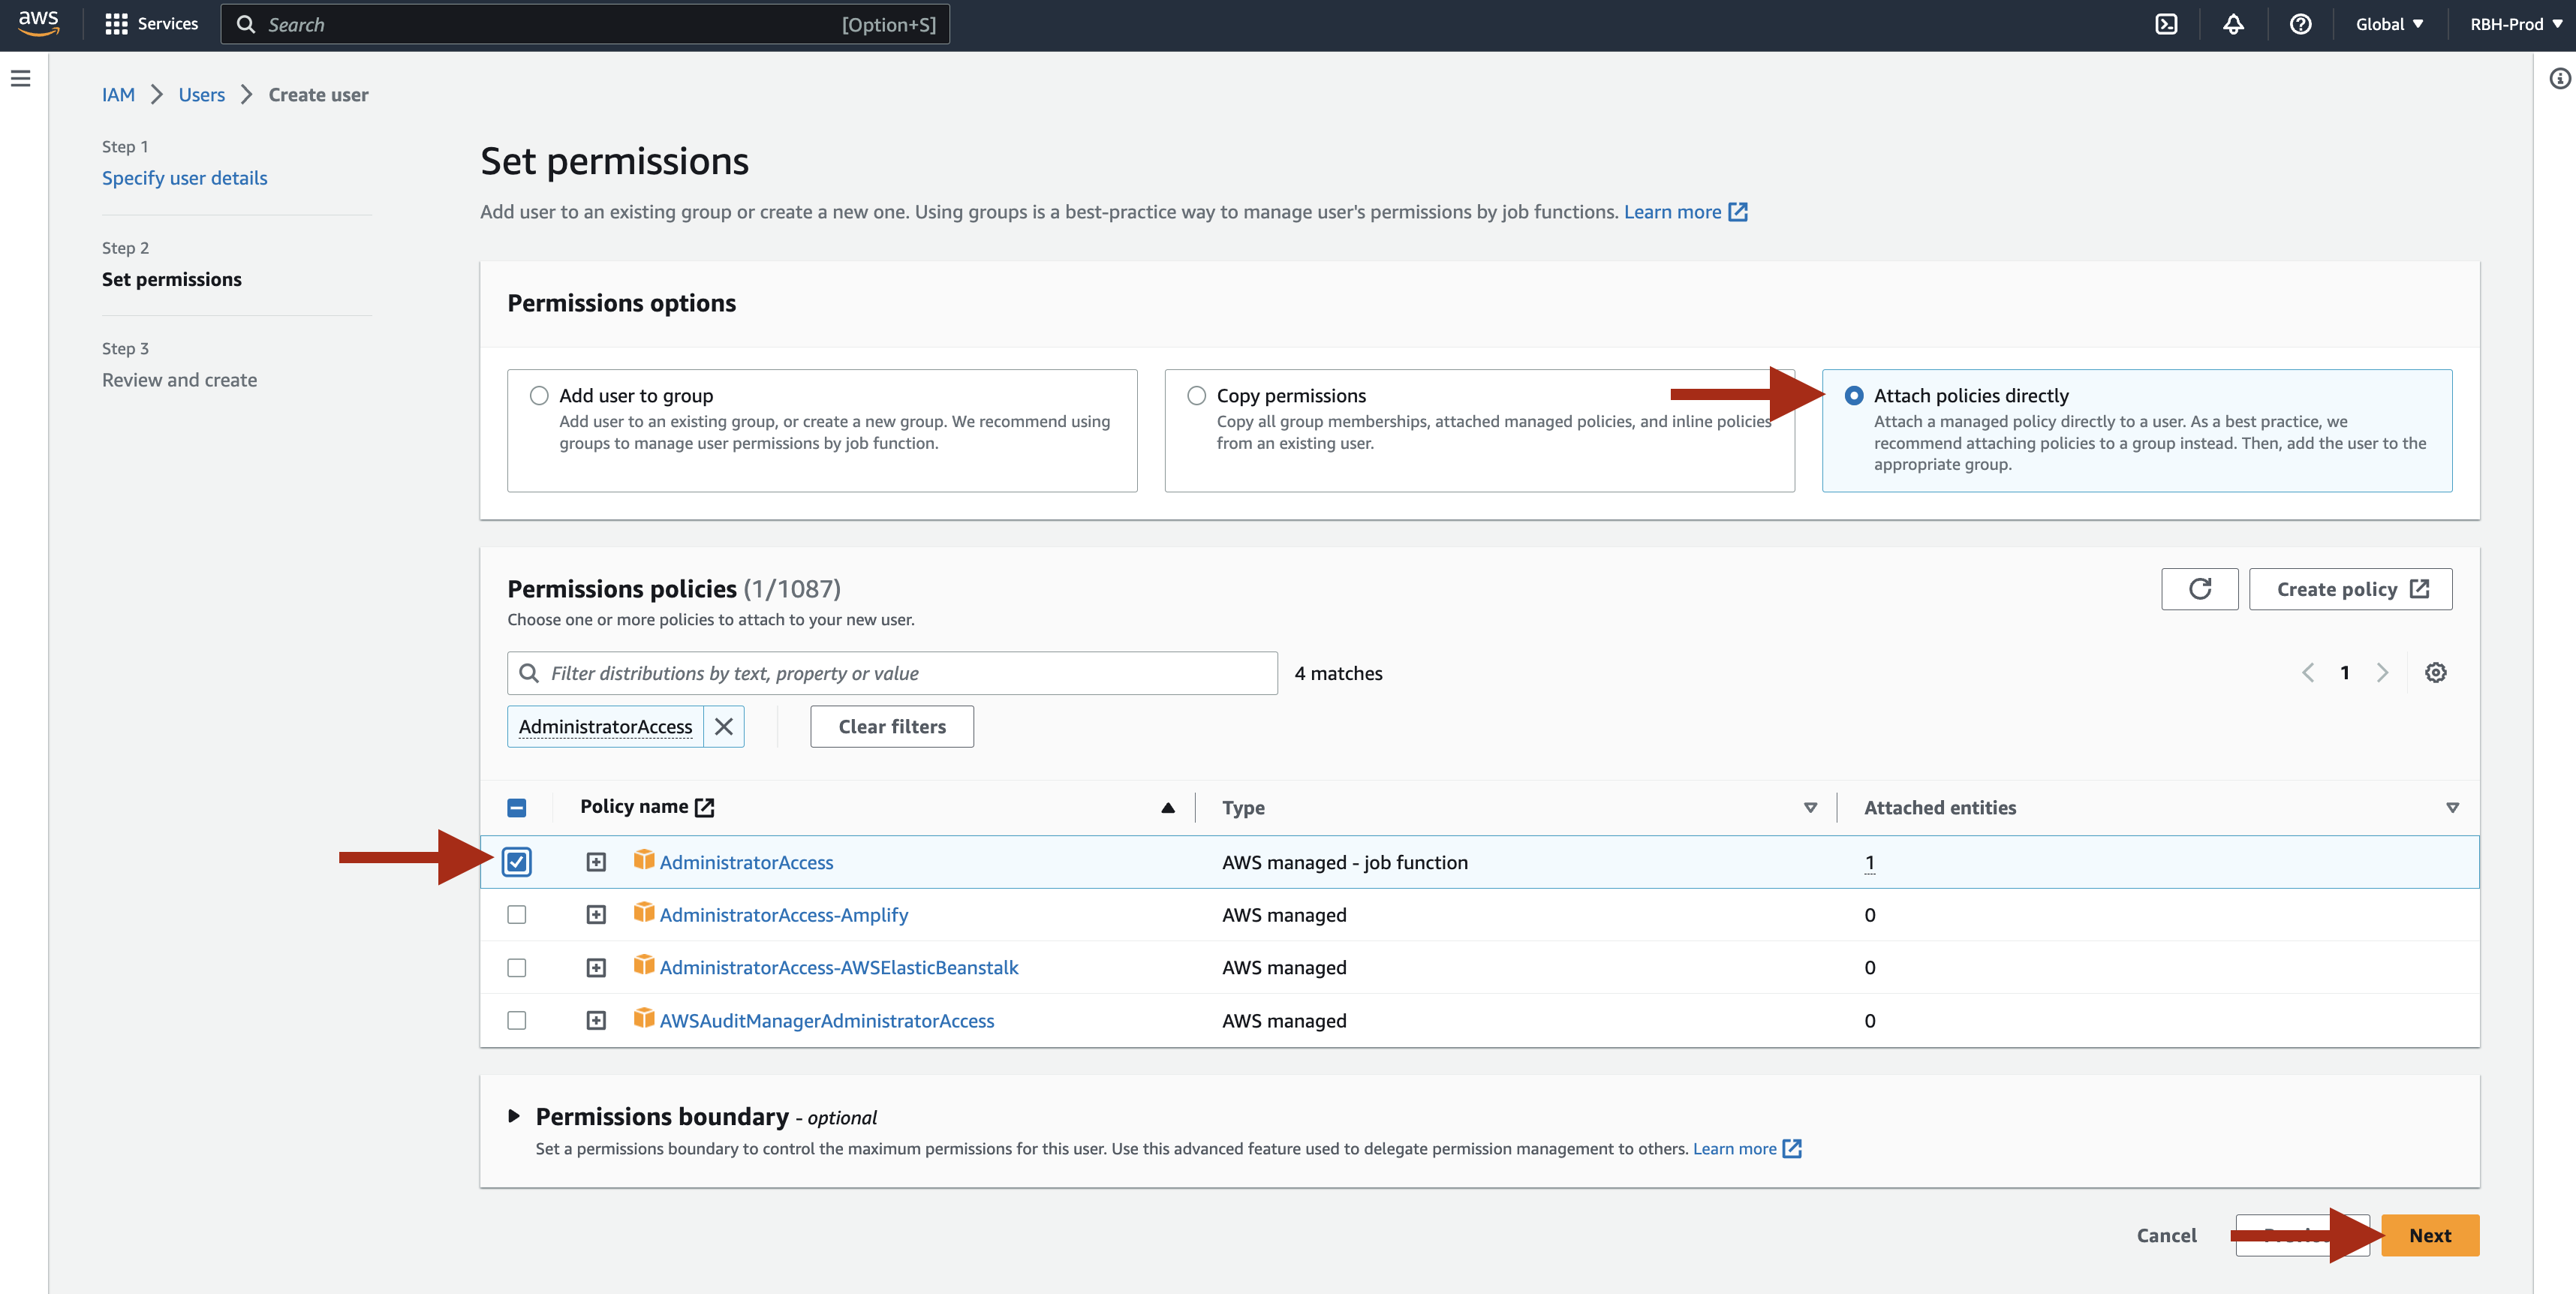 aws
Services
Search
[Option+S]
Global
RBH-Prod
IAM
Users
Create user
Step 1
Specify user details
Step 2
Set permissions
Step 3
Review and create
Set permissions
Add user to an existing group or create a new one. Using groups is a best-practice way to manage user's permissions by job functions. Learn more
Permissions options
Add user to group
Add user to an existing group, or create a new group. We recommend using
groups to manage user permissions by job function.
Copy permissions
Copy all group memberships, attached managed policies, and inline policies
from an existing user.
Attach policies directly
Attach a managed policy directly to a user. As a best practice, we
recommend attaching policies to a group instead. Then, add the user to the
appropriate group.
Permissions policies (1/1087)
Choose one or more policies to attach to your new user.
Create policy
Filter distributions by text, property or value
4 matches
1
AdministratorAccess
Clear filters
Policy name
Type
Attached entities
AdministratorAccess
AWS managed - job function
1
AdministratorAccess-Amplify
AWS managed
0
AdministratorAccess-AWSElasticBeanstalk
AWS managed
0
AWSAuditManagerAdministratorAccess
AWS managed
0
Permissions boundary - optional
Set a permissions boundary to control the maximum permissions for this user. Use this advanced feature used to delegate permission management to others. Learn more
Cancel
Next